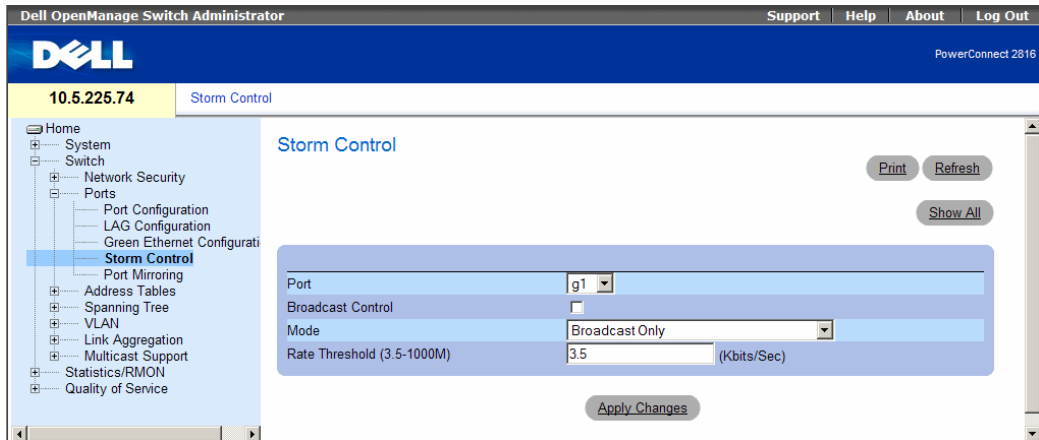 Dell OpenManage Switch Administrator
Support Help About Log Out
DELL
PowerConnect 2816
10.5.225.74
Storm Control
Home
System
Switch
Network Security
Ports
Port Configuration
LAG Configuration
Green Ethernet Configurati
Storm Control
Port Mirroring
Address Tables
Spanning Tree
VLAN
Link Aggregation
Multicast Support
Statistics/RMON
Quality of Service
Storm Control
Print Refresh
Show All
Port g1
Broadcast Control
Mode Broadcast Only
Rate Threshold (3.5-1000M) 3.5 (Kbits/Sec)
Apply Changes